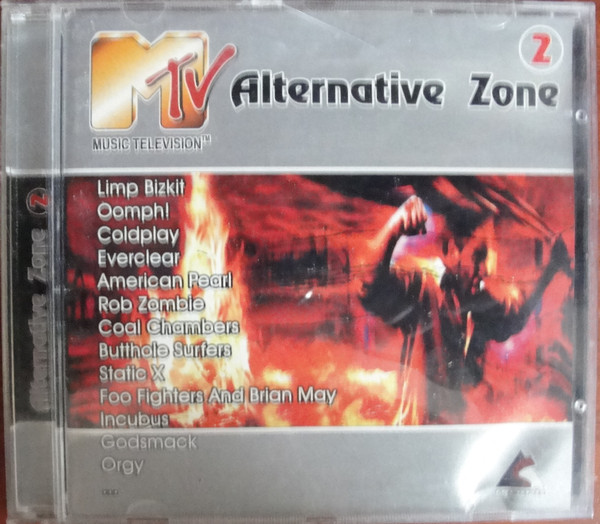 MTV
MUSIC TELEVISION™
Alternative Zone
2
Limp Bizkit
Oomph!
Coldplay
Everclear
American Pearl
Rob Zombie
Coal Chambers
Butthole Surfers
Static X
Foo Fighters And Brian May
Incubus
Godsmack
Orgy
...
Alternative Zone 2